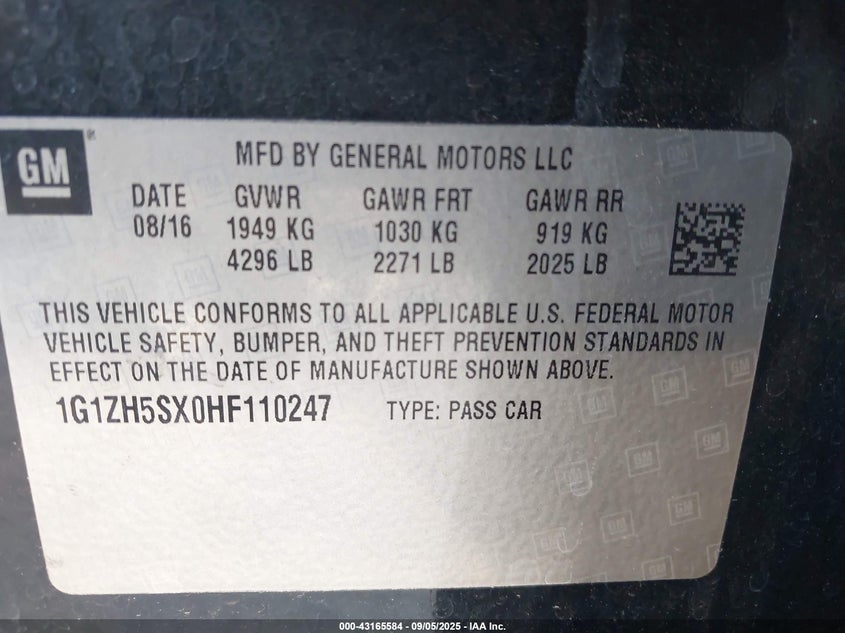 GM
MFD BY GENERAL MOTORS LLC
DATE GVWR GAWR FRT GAWR RR
08/16 1949 KG 1030 KG 919 KG
4296 LB 2271 LB 2025 LB
THIS VEHICLE CONFORMS TO ALL APPLICABLE U.S. FEDERAL MOTOR
VEHICLE SAFETY, BUMPER, AND THEFT PREVENTION STANDARDS IN
EFFECT ON THE DATE OF MANUFACTURE SHOWN ABOVE.
1G1ZH5SX0HF110247 TYPE: PASS CAR
000-43165584 - 09/05/2025 - IAA Inc.